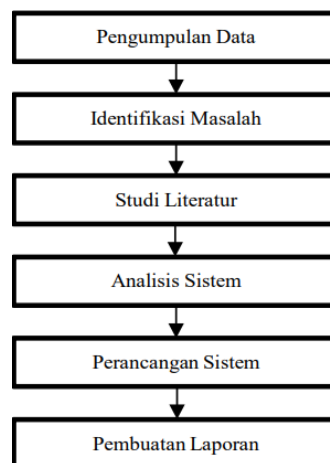 Pengumpulan Data
Identifikasi Masalah
Studi Literatur
Analisis Sistem
Perancangan Sistem
Pembuatan Laporan